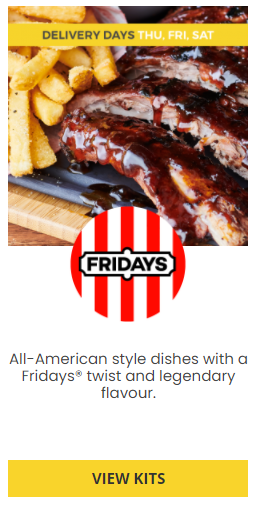 DELIVERY DAYS THU, FRI, SAT
FRIDAYS
All-American style dishes with a
Fridays® twist and legendary
flavour.
VIEW KITS